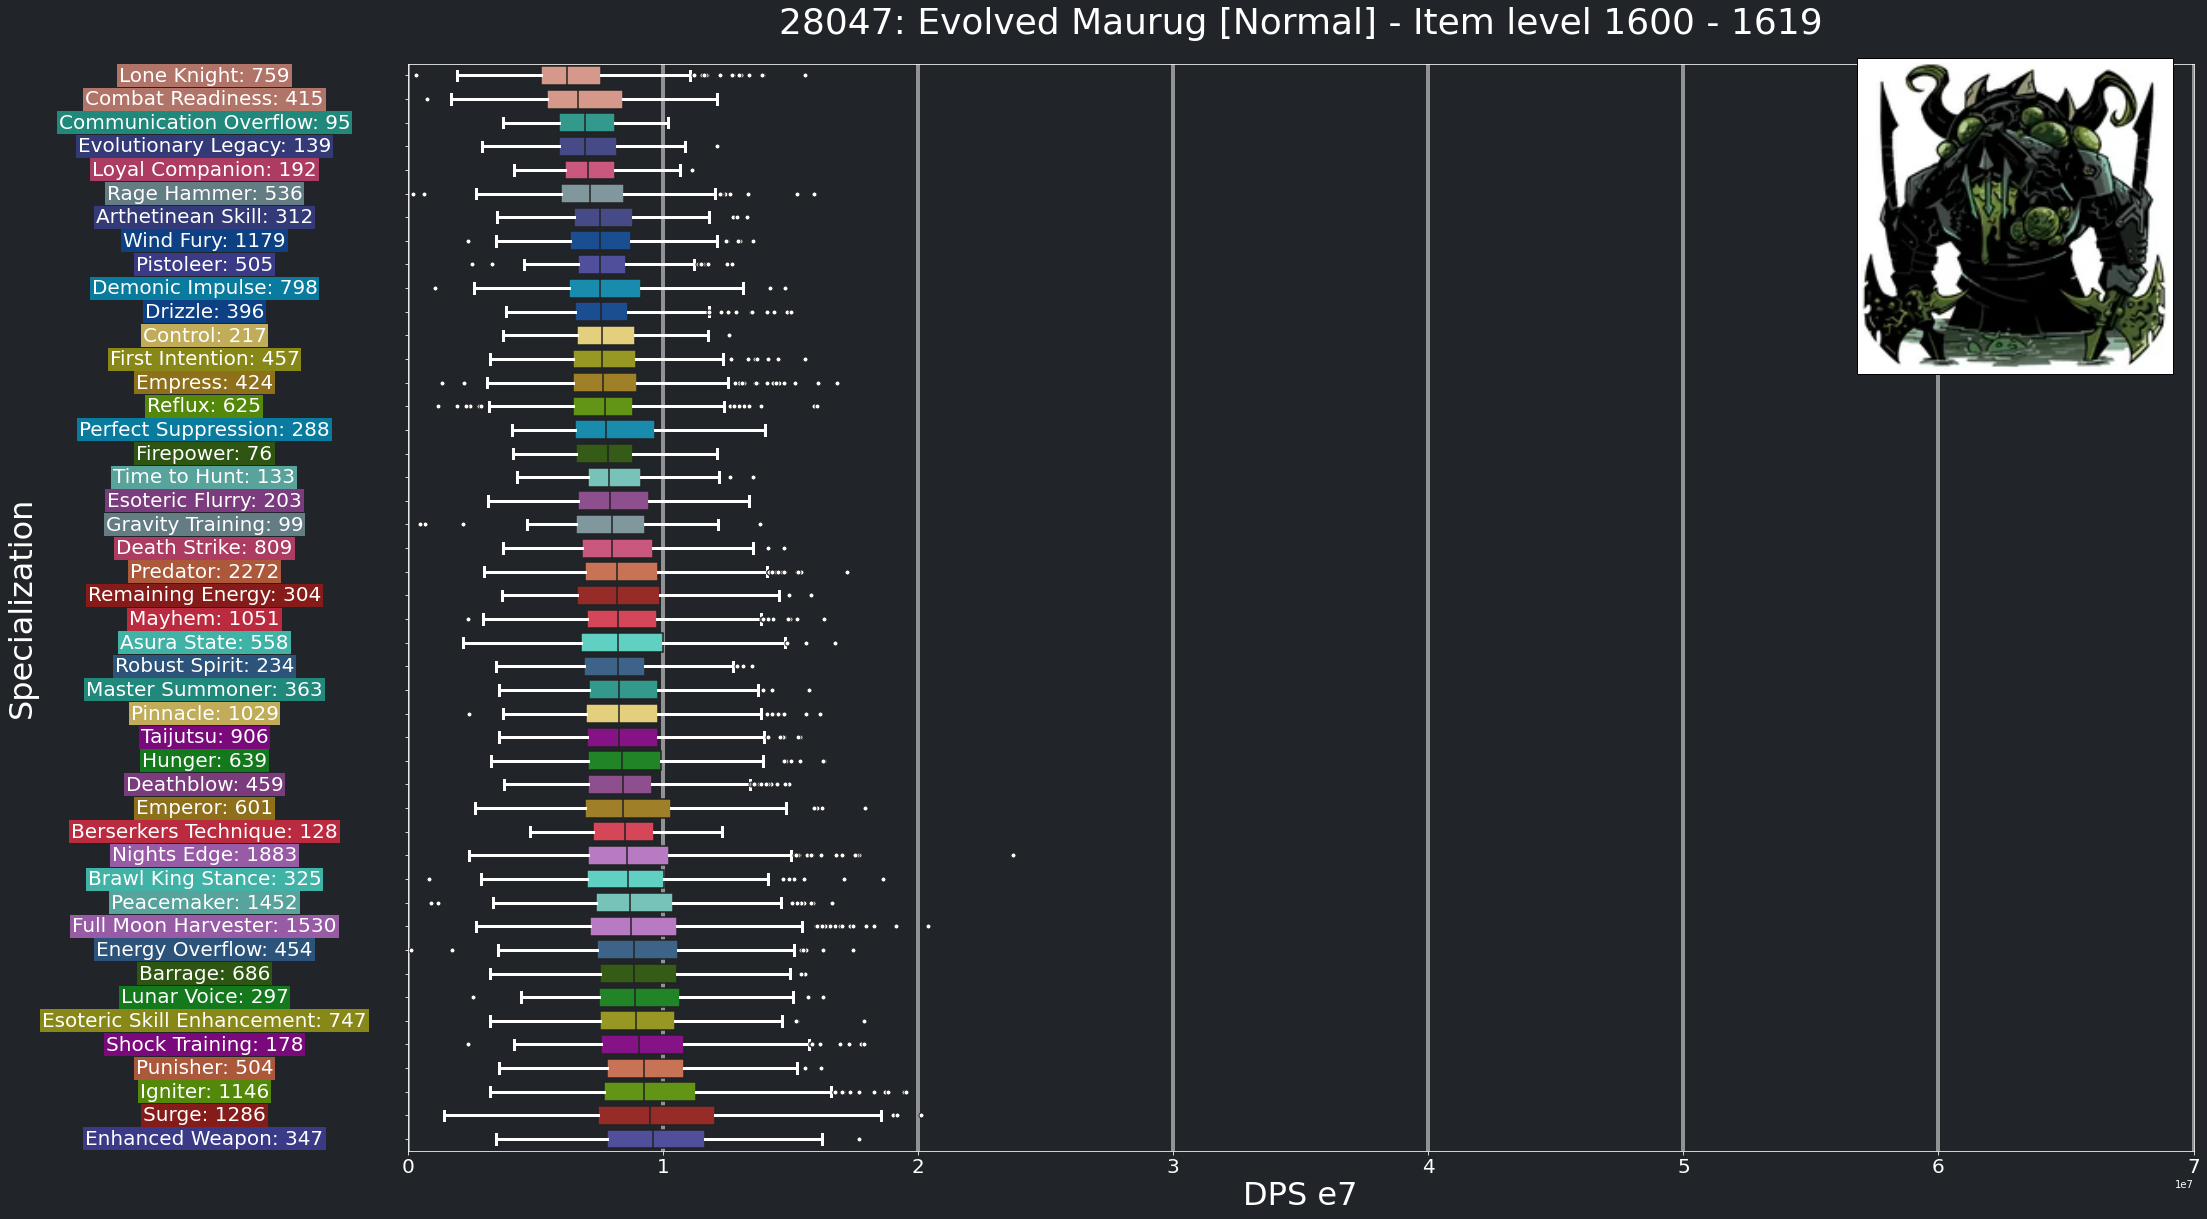 28047: Evolved Maurug [Normal] - Item level 1600 - 1619
Specialization
Lone Knight: 759
Combat Readiness: 415
Communication Overflow: 95
Evolutionary Legacy: 139
Loyal Companion: 192
Rage Hammer: 536
Arthetinean Skill: 312
Wind Fury: 1179
Pistoleer: 505
Demonic Impulse: 798
Drizzle: 396
Control: 217
First Intention: 457
Empress: 424
Reflux: 625
Perfect Suppression: 288
Firepower: 76
Time to Hunt: 133
Esoteric Flurry: 203
Gravity Training: 99
Death Strike: 809
Predator: 2272
Remaining Energy: 304
Mayhem: 1051
Asura State: 558
Robust Spirit: 234
Master Summoner: 363
Pinnacle: 1029
Taijutsu: 906
Hunger: 639
Deathblow: 459
Emperor: 601
Berserkers Technique: 128
Nights Edge: 1883
Brawl King Stance: 325
Peacemaker: 1452
Full Moon Harvester: 1530
Energy Overflow: 454
Barrage: 686
Lunar Voice: 297
Esoteric Skill Enhancement: 747
Shock Training: 178
Punisher: 504
Igniter: 1146
Surge: 1286
Enhanced Weapon: 347
0 1 2 3 4 5 6 7
1e7
DPS e7